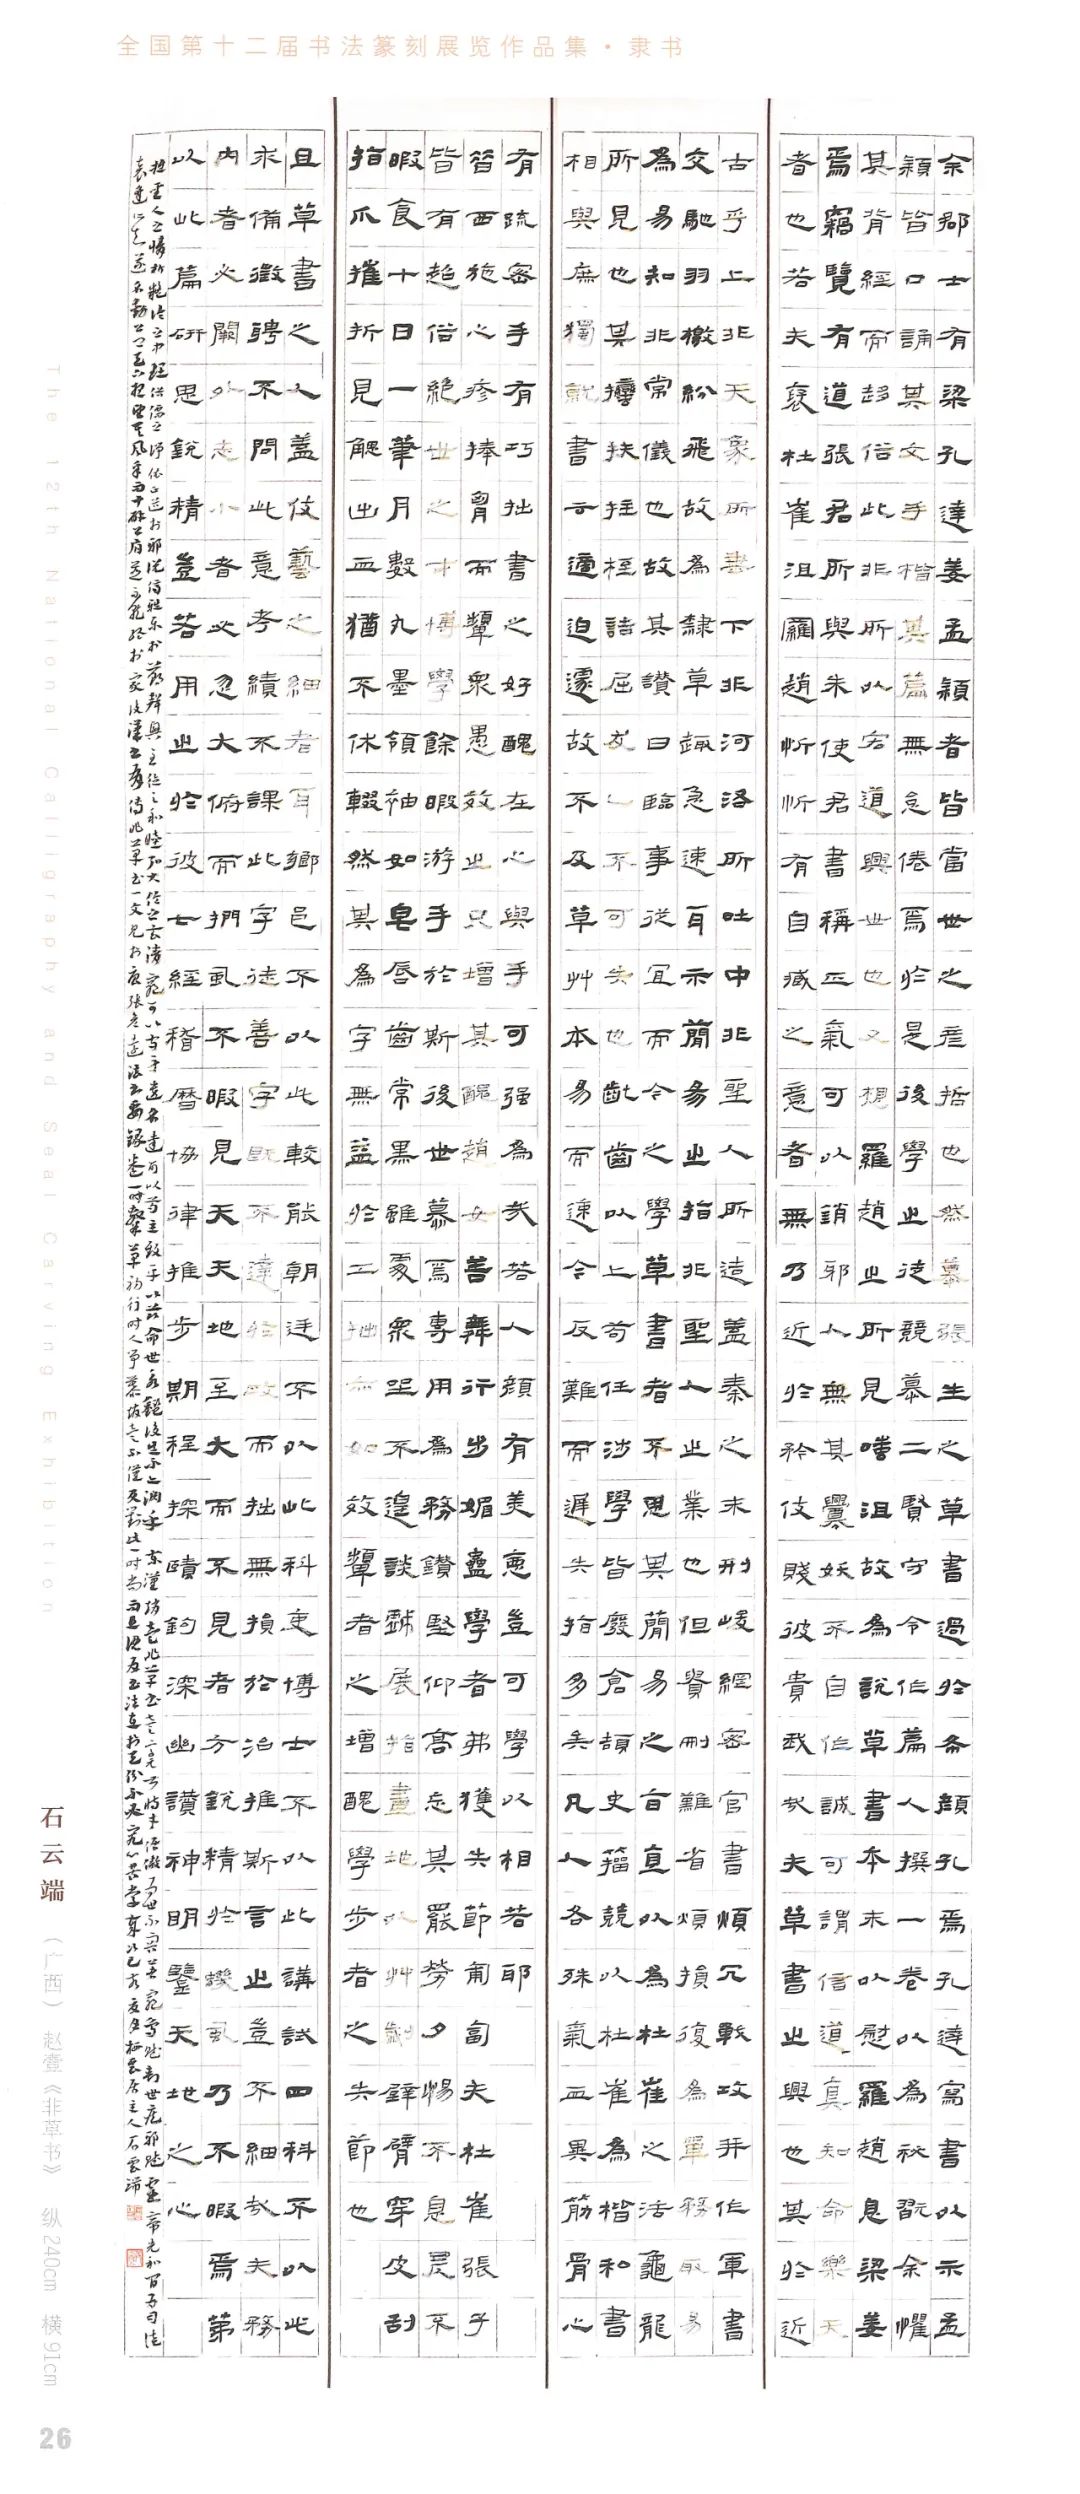 全国第十二届书法篆刻展览作品集·隶书
余郡士有梁孔達姜孟穎者皆當世之彥哲也然慕張生之草書過於希顏孔焉孔達寫書以示孟
穎皆口誦其文手楷其篇無怠倦焉於是後學之徒競慕二賢守令作篇人撰一卷以為秘翫余懼
其背經而趍俗此非所以弘道興世也又想羅趙之所見嗤沮故為說草書本末以慰羅趙息梁姜
焉竊覽有道張君所與朱使君書稱正氣可以銷邪人無其釁妖不自作誠可謂信道真知命樂天
者也若夫褒杜崔沮羅趙忻忻有自臧之意者無乃近於矜伎賤彼貴我哉夫草書之興也其於近
古乎上非天象所垂下非河洛所吐中非聖人所造蓋秦之末刑峻網密官書煩冗戰攻并作軍書
交馳羽檄紛飛故為隸草趣急速耳示簡易之指非聖人之業也但貴刪難省煩損復為單務取易
為易知非常儀也故其讚曰臨事從宜而今之學草書者不思其簡易之旨直以為杜崔之法龜龍
所見也其攇扶拄桎詰屈犮乙不可失也齔齒以上苟任涉學皆廢倉頡史籀競以杜崔為楷和書
相與庶獨就書云適迫遽故不及草艸本易而速今反難而遲失指多矣凡人各殊氣血異筋骨心
有疏密手有巧拙書之好醜在心與手可强為哉若人顏有美惡豈可學以相若耶
昔西施心疹捧胷而顰衆愚效之只增其醜趙女善舞行步媚蠱學者弗獲失節匍匐夫杜崔張子
皆有超俗絕世之才博學餘暇游手於斯後世慕焉專用為務鑽堅仰高忘其罷勞夕惕不息昃不
暇食十日一筆月數丸墨領袖如皂唇齒常黑雖處衆坐不遑談戲展指畫地以艸劌壁臂穿皮刮
指爪摧折見䚡出血猶不休輟然其為字無益於工拙亦如效顰者之增醜學步者之失節也
且草書之人蓋伎藝之細者耳鄉邑不以此較能朝廷不以此科吏博士不以此講試四科不以此
求備徵聘不問此意考績不課此字徒善字既不達於政而拙無損於治推斯言之豈不細哉夫務
內者必闕外志小者必忽大俯而捫虱不暇見天天地至大而不見者方銳精於蟣虱乃不暇焉第
以此篇研思銳精豈若用之於彼七經稽曆協律推步期程探賾鉤深幽讚神明鑒天地之心
The 12th National Calligraphy and Seal Carving Exhibition
石云端 (广西) 赵壹《非草书》 纵240cm 横91cm
26